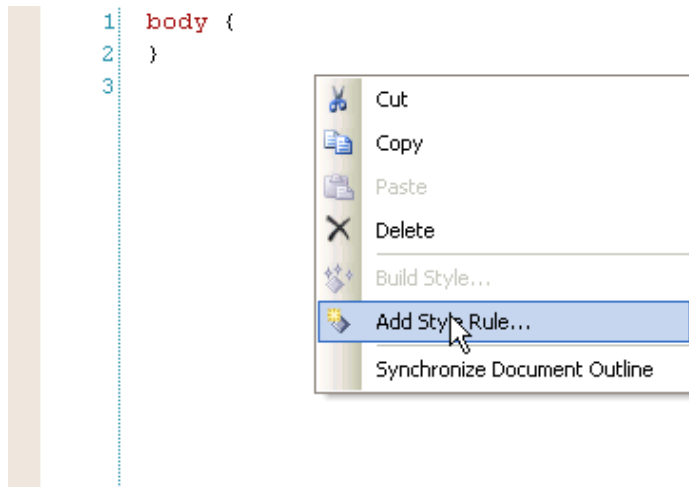 1 body {
2 }
3
Cut
Copy
Paste
Delete
Build Style...
Add Style Rule...
Synchronize Document Outline